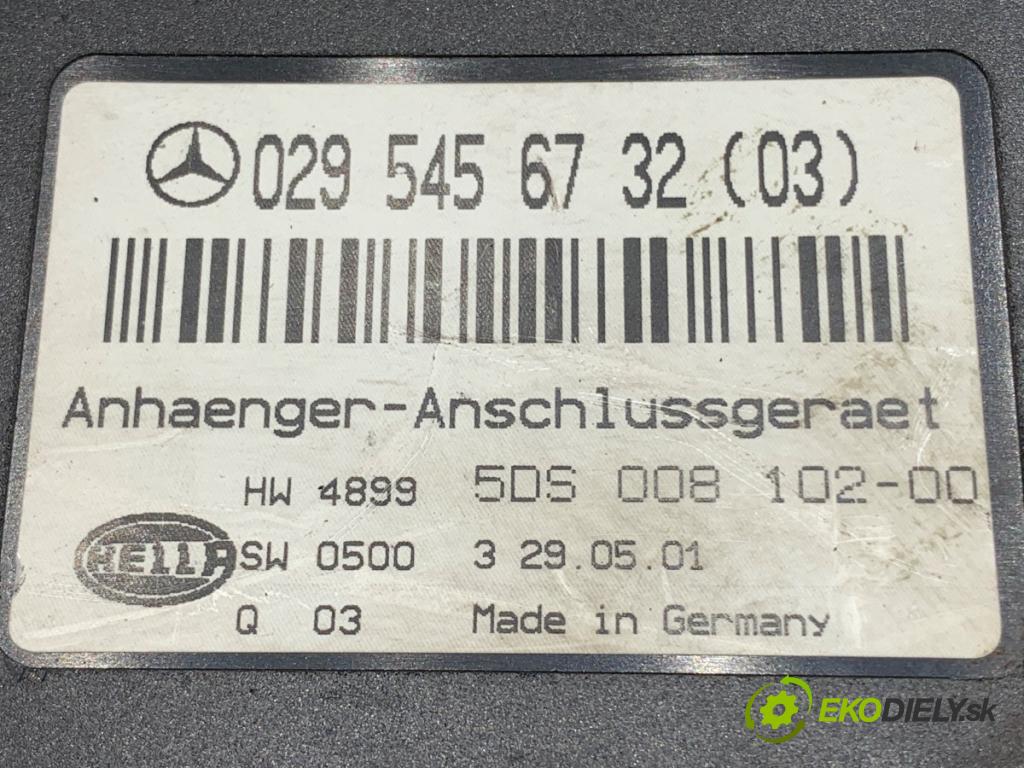 029 545 67 32 (03)
Anhaenger-Anschlussgeraet
HW 4899 5DS 008 102-00
HELLA SW 0500 3 29.05.01
Q 03 Made in Germany
EKODIELY.sk